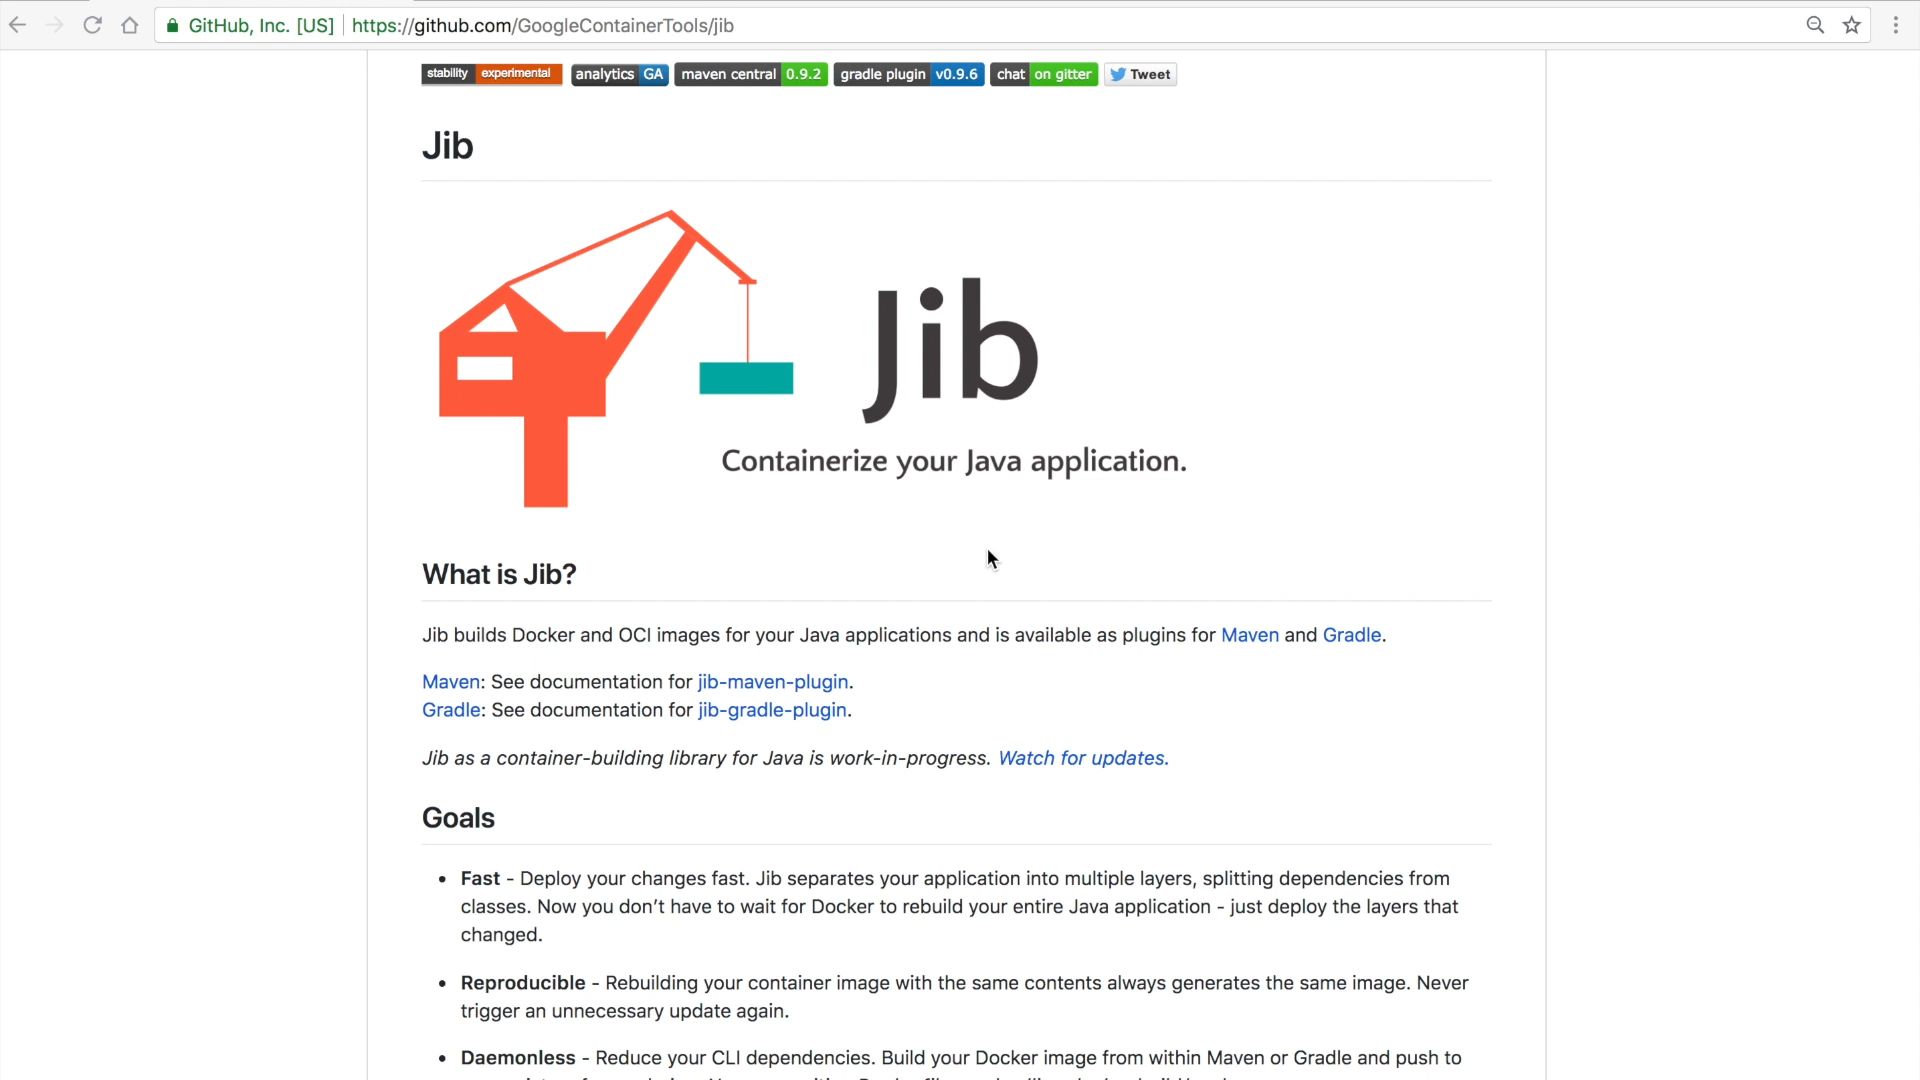 GitHub, Inc. [US] https://github.com/GoogleContainerTools/jib
stability experimental analytics GA maven central 0.9.2 gradle plugin v0.9.6 chat on gitter Tweet
Jib
Jib
Containerize your Java application.
What is Jib?
Jib builds Docker and OCI images for your Java applications and is available as plugins for Maven and Gradle.
Maven: See documentation for jib-maven-plugin.
Gradle: See documentation for jib-gradle-plugin.
Jib as a container-building library for Java is work-in-progress. Watch for updates.
Goals
• Fast - Deploy your changes fast. Jib separates your application into multiple layers, splitting dependencies from
classes. Now you don’t have to wait for Docker to rebuild your entire Java application - just deploy the layers that
changed.
• Reproducible - Rebuilding your container image with the same contents always generates the same image. Never
trigger an unnecessary update again.
• Daemonless - Reduce your CLI dependencies. Build your Docker image from within Maven or Gradle and push to